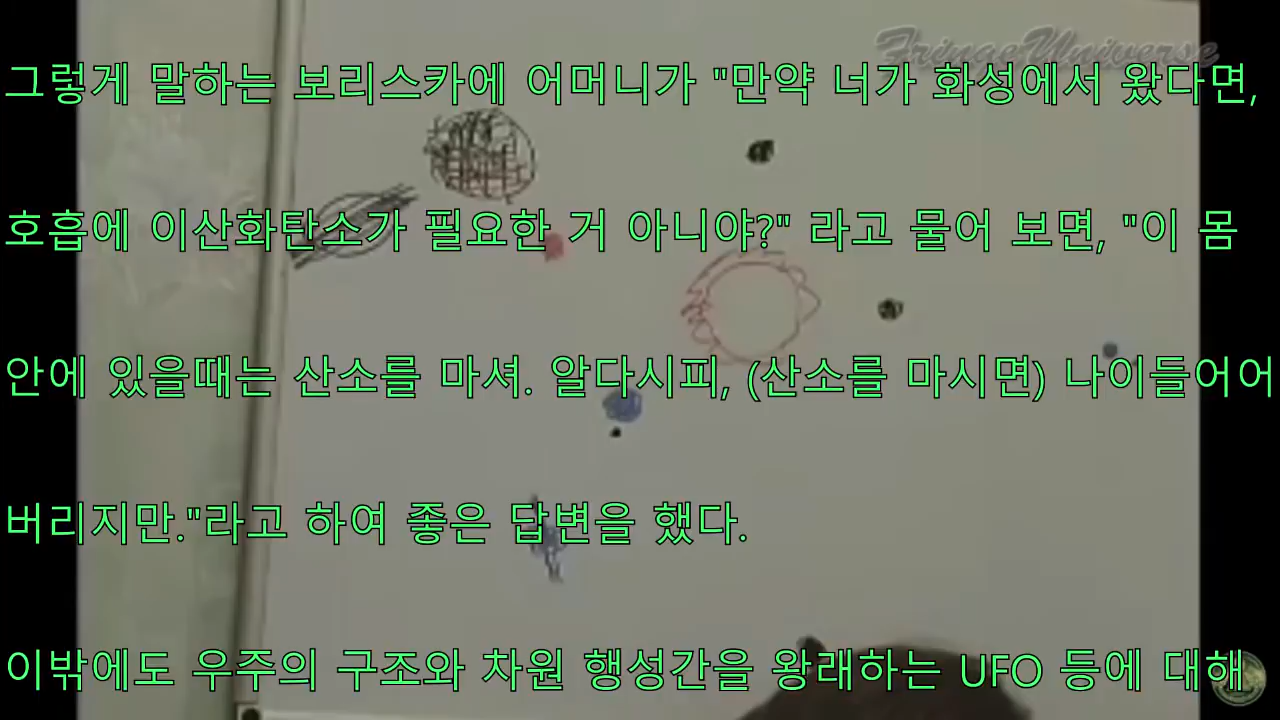 FringeUniverse
그렇게 말하는 보리스카에 어머니가 "만약 너가 화성에서 왔다면,
호흡에 이산화탄소가 필요한 거 아니야?" 라고 물어 보면, "이 몸
안에 있을때는 산소를 마셔. 알다시피, (산소를 마시면) 나이들어어
버리지만."라고 하여 좋은 답변을 했다.
이밖에도 우주의 구조와 차원 행성간을 왕래하는 UFO 등에 대해